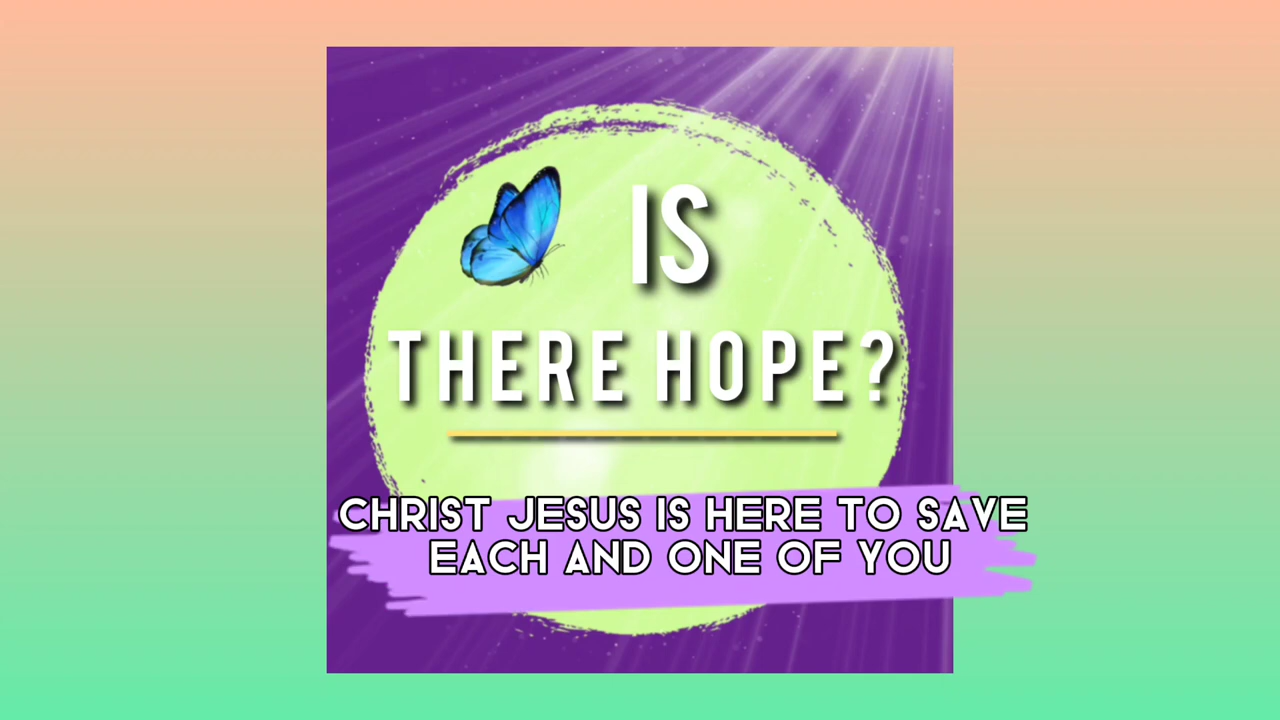 IS
THERE HOPE?
CHRIST JESUS IS HERE TO SAVE
EACH AND ONE OF YOU